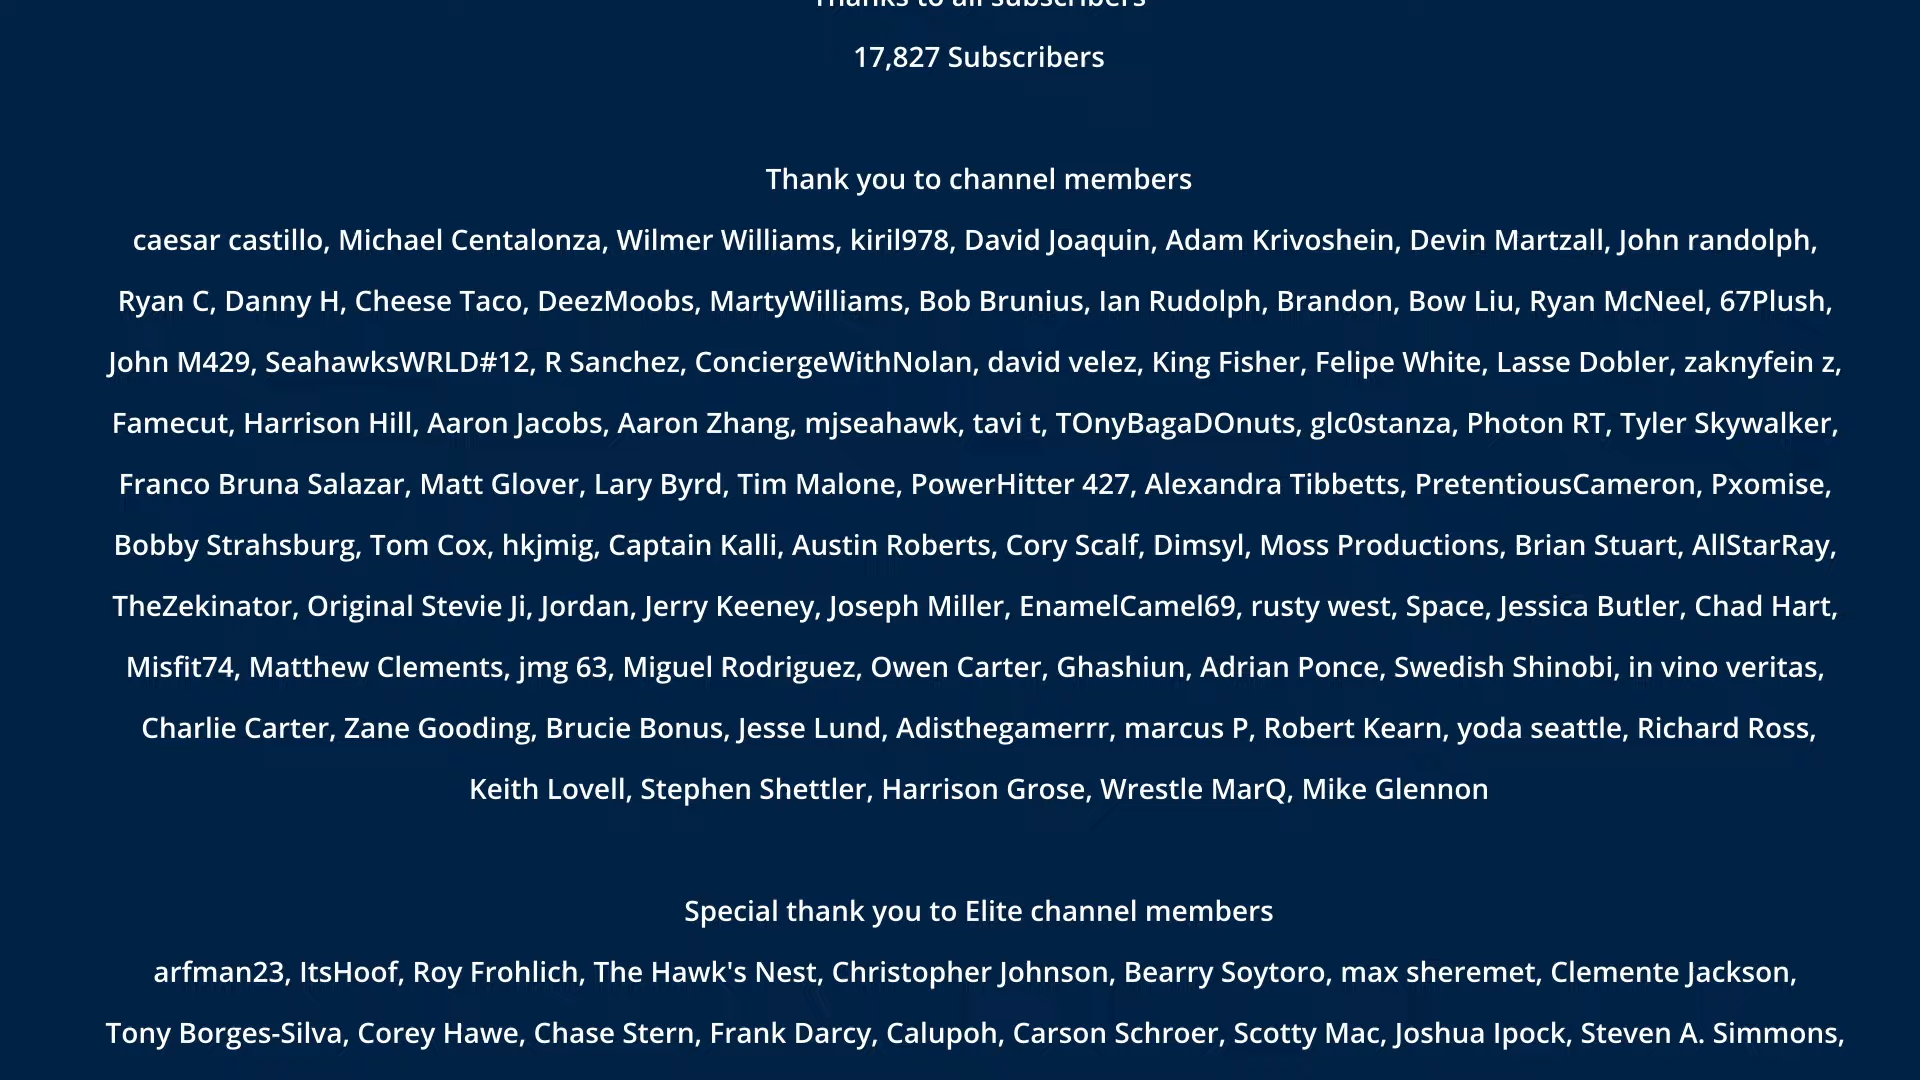 Thanks to all subscribers
17,827 Subscribers
Thank you to channel members
caesar castillo, Michael Centalonza, Wilmer Williams, kiril978, David Joaquin, Adam Krivoshein, Devin Martzall, John randolph,
Ryan C, Danny H, Cheese Taco, DeezMoobs, MartyWilliams, Bob Brunius, Ian Rudolph, Brandon, Bow Liu, Ryan McNeel, 67Plush,
John M429, SeahawksWRLD#12, R Sanchez, ConciergeWithNolan, david velez, King Fisher, Felipe White, Lasse Dobler, zaknyfein z,
Famecut, Harrison Hill, Aaron Jacobs, Aaron Zhang, mjseahawk, tavi t, TOnyBagaDOnuts, glc0stanza, Photon RT, Tyler Skywalker,
Franco Bruna Salazar, Matt Glover, Lary Byrd, Tim Malone, PowerHitter 427, Alexandra Tibbetts, PretentiousCameron, Pxomise,
Bobby Strahsburg, Tom Cox, hkjmig, Captain Kalli, Austin Roberts, Cory Scalf, Dimsyl, Moss Productions, Brian Stuart, AllStarRay,
TheZekinator, Original Stevie Ji, Jordan, Jerry Keeney, Joseph Miller, EnamelCamel69, rusty west, Space, Jessica Butler, Chad Hart,
Misfit74, Matthew Clements, jmg 63, Miguel Rodriguez, Owen Carter, Ghashiun, Adrian Ponce, Swedish Shinobi, in vino veritas,
Charlie Carter, Zane Gooding, Brucie Bonus, Jesse Lund, Adisthegamerrr, marcus P, Robert Kearn, yoda seattle, Richard Ross,
Keith Lovell, Stephen Shettler, Harrison Grose, Wrestle MarQ, Mike Glennon
Special thank you to Elite channel members
arfman23, ItsHoof, Roy Frohlich, The Hawk's Nest, Christopher Johnson, Bearry Soytoro, max sheremet, Clemente Jackson,
Tony Borges-Silva, Corey Hawe, Chase Stern, Frank Darcy, Calupoh, Carson Schroer, Scotty Mac, Joshua Ipock, Steven A. Simmons,